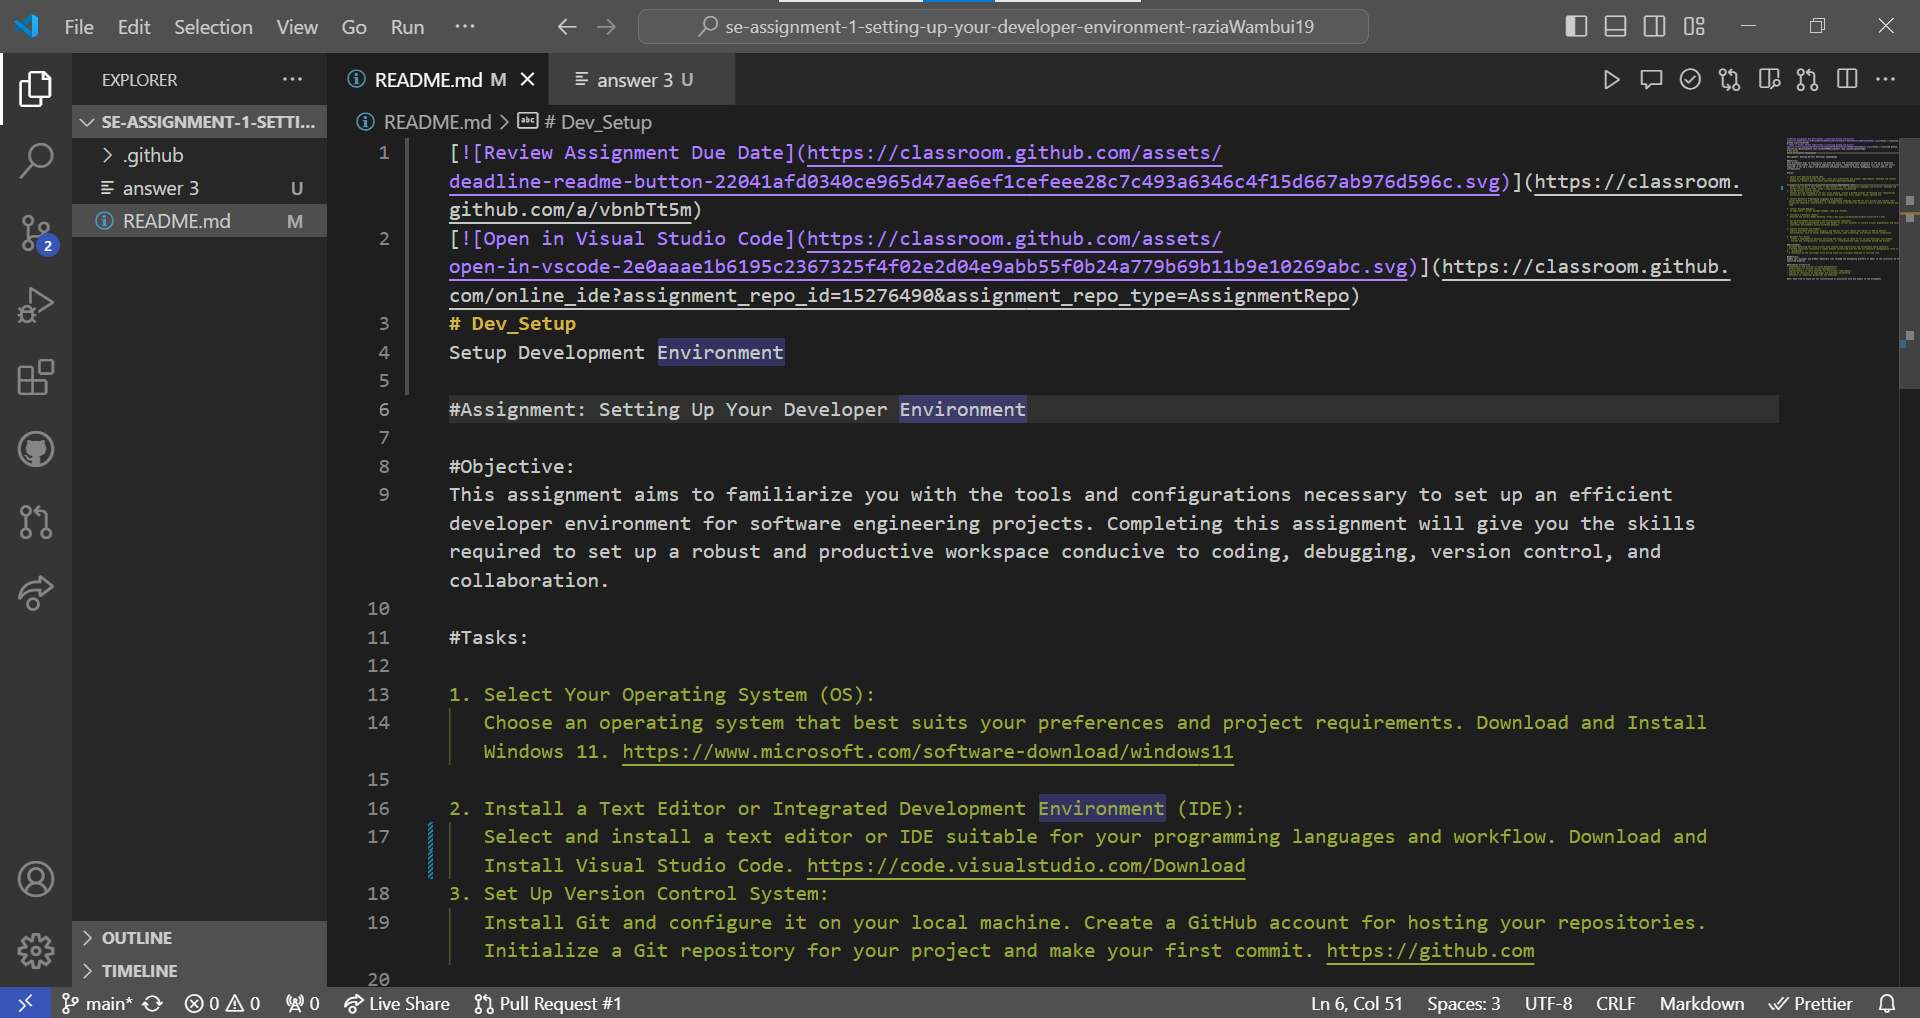 File Edit Selection View Go Run ···
se-assignment-1-setting-up-your-developer-environment-raziaWambui19
EXPLORER ···
README.md M
answer 3 U
SE-ASSIGNMENT-1-SETTI...
.github
answer 3 U
README.md M
README.md > # Dev_Setup
1 [![Review Assignment Due Date](https://classroom.github.com/assets/
deadline-readme-button-22041afd0340ce965d47ae6ef1cefeee28c7c493a6346c4f15d667ab976d596c.svg)](https://classroom.
github.com/a/vbnbTt5m)
2 [![Open in Visual Studio Code](https://classroom.github.com/assets/
open-in-vscode-2e0aaae1b6195c2367325f4f02e2d04e9abb55f0b24a779b69b11b9e10269abc.svg)](https://classroom.github.
com/online_ide?assignment_repo_id=15276490&assignment_repo_type=AssignmentRepo)
3 # Dev_Setup
4 Setup Development Environment
5
6 #Assignment: Setting Up Your Developer Environment
7
8 #Objective:
9 This assignment aims to familiarize you with the tools and configurations necessary to set up an efficient
developer environment for software engineering projects. Completing this assignment will give you the skills
required to set up a robust and productive workspace conducive to coding, debugging, version control, and
collaboration.
10
11 #Tasks:
12
13 1. Select Your Operating System (OS):
14 Choose an operating system that best suits your preferences and project requirements. Download and Install
Windows 11. https://www.microsoft.com/software-download/windows11
15
16 2. Install a Text Editor or Integrated Development Environment (IDE):
17 Select and install a text editor or IDE suitable for your programming languages and workflow. Download and
Install Visual Studio Code. https://code.visualstudio.com/Download
18 3. Set Up Version Control System:
19 Install Git and configure it on your local machine. Create a GitHub account for hosting your repositories.
Initialize a Git repository for your project and make your first commit. https://github.com
20
2
OUTLINE
TIMELINE
main* 0 0 0 Live Share Pull Request #1 Ln 6, Col 51 Spaces: 3 UTF-8 CRLF Markdown Prettier